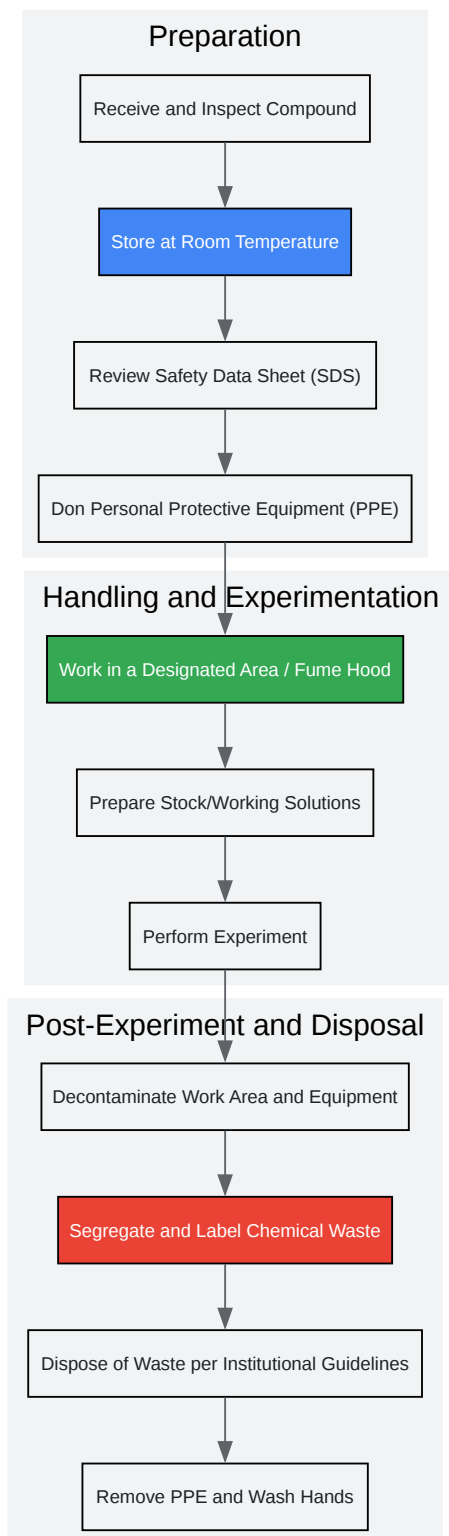 Preparation
Receive and Inspect Compound
Store at Room Temperature
Review Safety Data Sheet (SDS)
Don Personal Protective Equipment (PPE)
Handling and Experimentation
Work in a Designated Area / Fume Hood
Prepare Stock/Working Solutions
Perform Experiment
Post-Experiment and Disposal
Decontaminate Work Area and Equipment
Segregate and Label Chemical Waste
Dispose of Waste per Institutional Guidelines
Remove PPE and Wash Hands